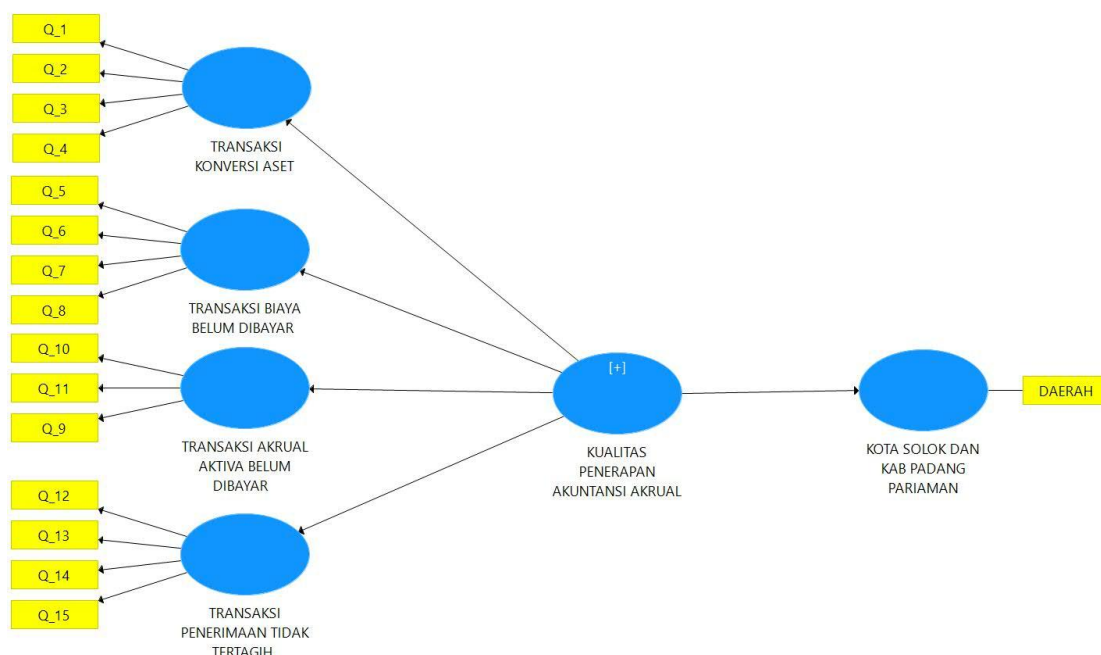 Q_1
Q_2
Q_3
Q_4
TRANSAKSI
KONVERSI ASET
Q_5
Q_6
Q_7
Q_8
TRANSAKSI BIAYA
BELUM DIBAYAR
Q_10
Q_11
Q_9
TRANSAKSI AKRUAL
AKTIVA BELUM
DIBAYAR
Q_12
Q_13
Q_14
Q_15
TRANSAKSI
PENERIMAAN TIDAK
TERTAGIH
[+]
KUALITAS
PENERAPAN
AKUNTANSI AKRUAL
KOTA SOLOK DAN
KAB PADANG
PARIAMAN
DAERAH